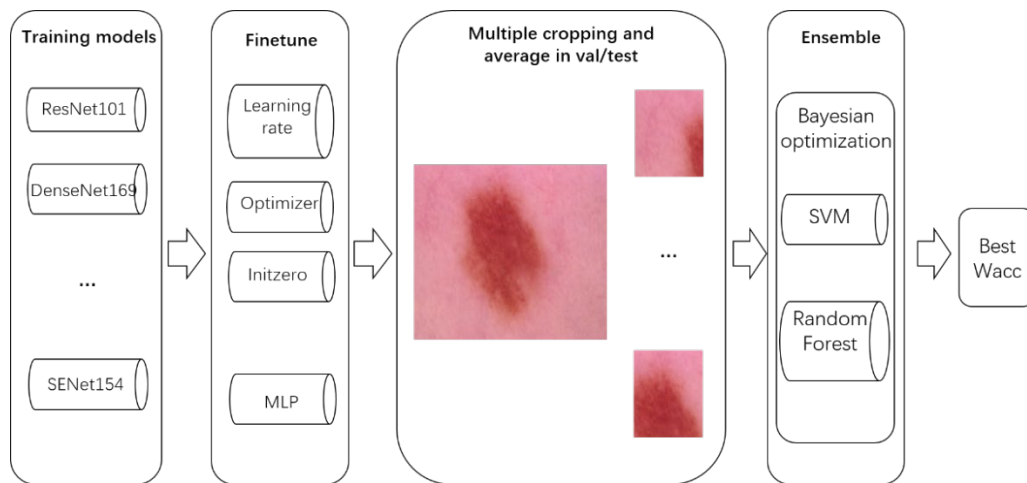 Training models
ResNet101
DenseNet169
...
SENet154
Finetune
Learning
rate
Optimizer
Initzero
MLP
Multiple cropping and
average in val/test
...
Ensemble
Bayesian
optimization
SVM
Random
Forest
Best
Wacc